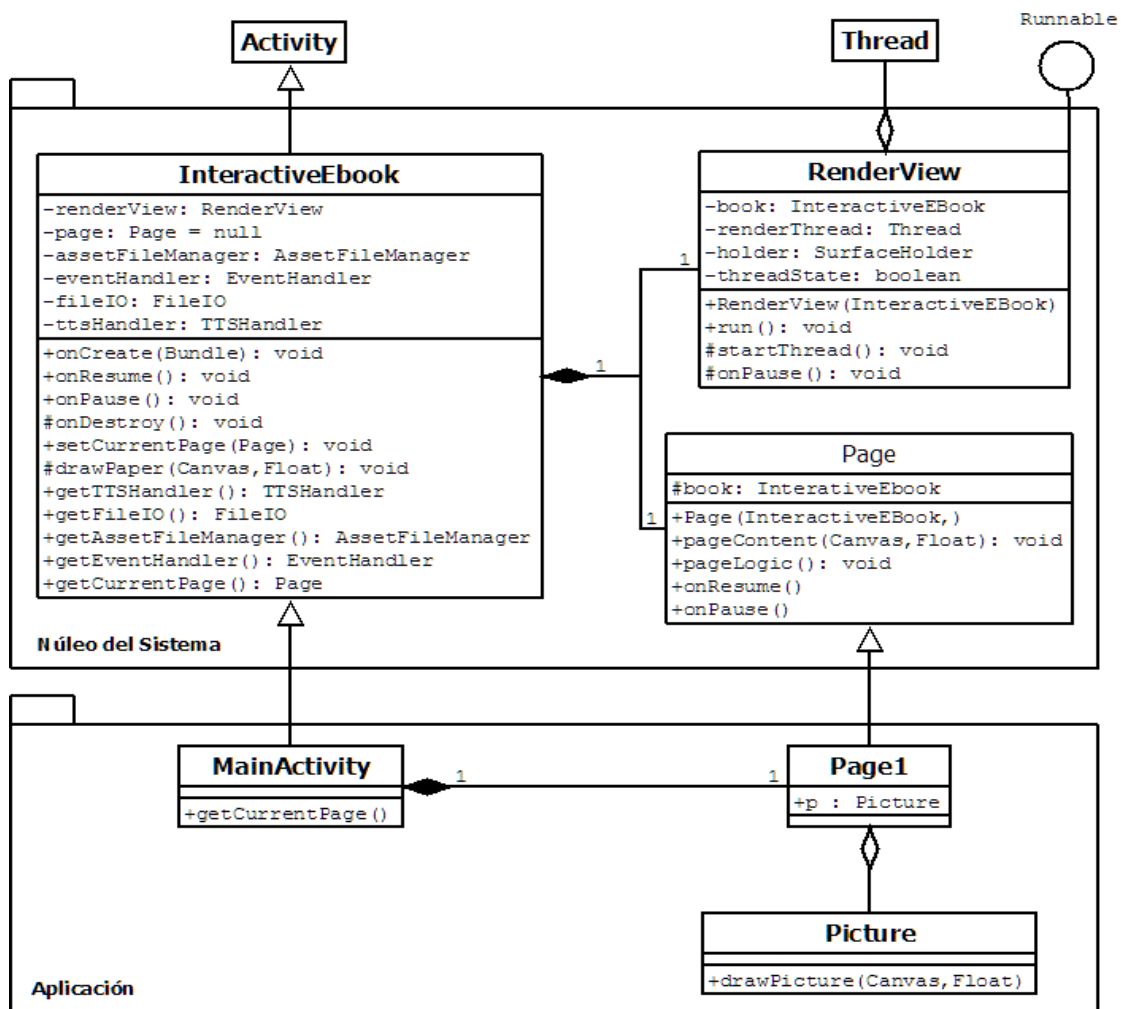 Runnable
Activity
Thread
InteractiveEbook
-renderView: RenderView
-page: Page = null
-assetFileManager: AssetFileManager
-eventHandler: EventHandler
-fileIO: FileIO
-ttsHandler: TTSHandler
+onCreate(Bundle): void
+onResume(): void
+onPause(): void
#onDestroy(): void
+setCurrentPage(Page): void
#drawPaper(Canvas,Float): void
+getTTSHandler(): TTSHandler
+getFileIO(): FileIO
+getAssetFileManager(): AssetFileManager
+getEventHandler(): EventHandler
+getCurrentPage(): Page
1
1
1
RenderView
-book: InteractiveEBook
-renderThread: Thread
-holder: SurfaceHolder
-threadState: boolean
+RenderView(InteractiveEBook)
+run(): void
#startThread(): void
#onPause(): void
Page
#book: InterativeEbook
+Page(InteractiveEBook,)
+pageContent(Canvas,Float): void
+pageLogic(): void
+onResume()
+onPause()
Núleo del Sistema
MainActivity
+getCurrentPage()
1
1
Page1
+p : Picture
Picture
+drawPicture(Canvas,Float)
Aplicación